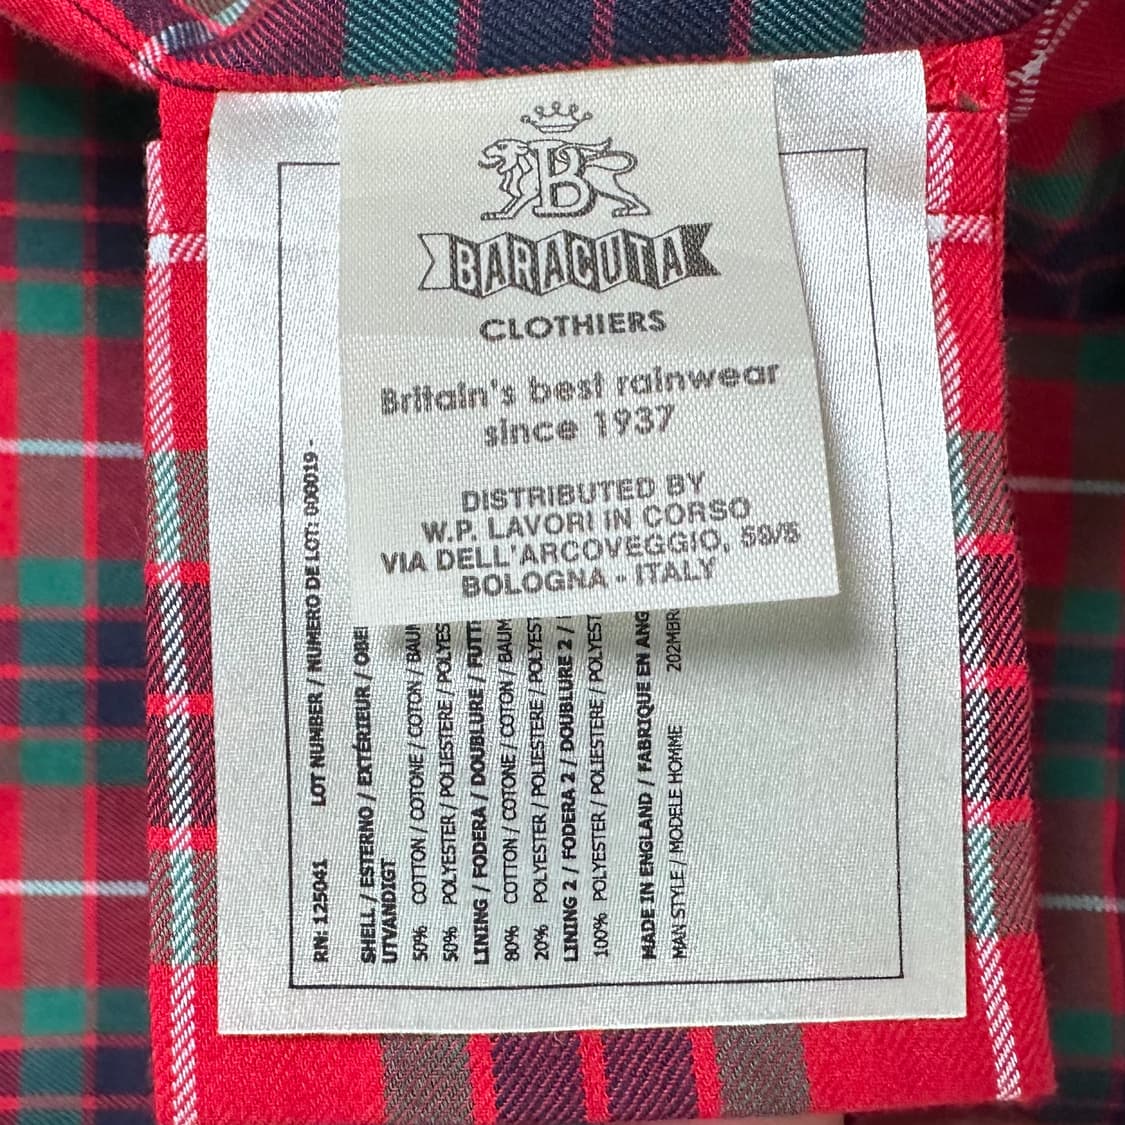 B
BARACUTA
CLOTHIERS
Britain's best rainwear
since 1937
DISTRIBUTED BY
W.P. LAVORI IN CORSO
VIA DELL'ARCOVEGGIO, 59/5
BOLOGNA - ITALY
RN: 125041 LOT NUMBER / NUMERO DE LOT: 006019 -
SHELL / ESTERNO / EXTÉRIEUR / OBE
UTVANDIGT
50% COTTON / COTONE / COTON / BAUM
50% POLYESTER / POLIESTERE / POLYES
LINING / FODERA / DOUBLURE / FUTT
80% COTTON / COTONE / COTON / BAUM
20% POLYESTER / POLIESTERE / POLYEST
LINING 2 / FODERA 2 / DOUBLURE 2 /
100% POLYESTER / POLIESTERE / POLYEST
MADE IN ENGLAND / FABRIQUE EN ANG
MAN STYLE / MODELE HOMME 202MBR